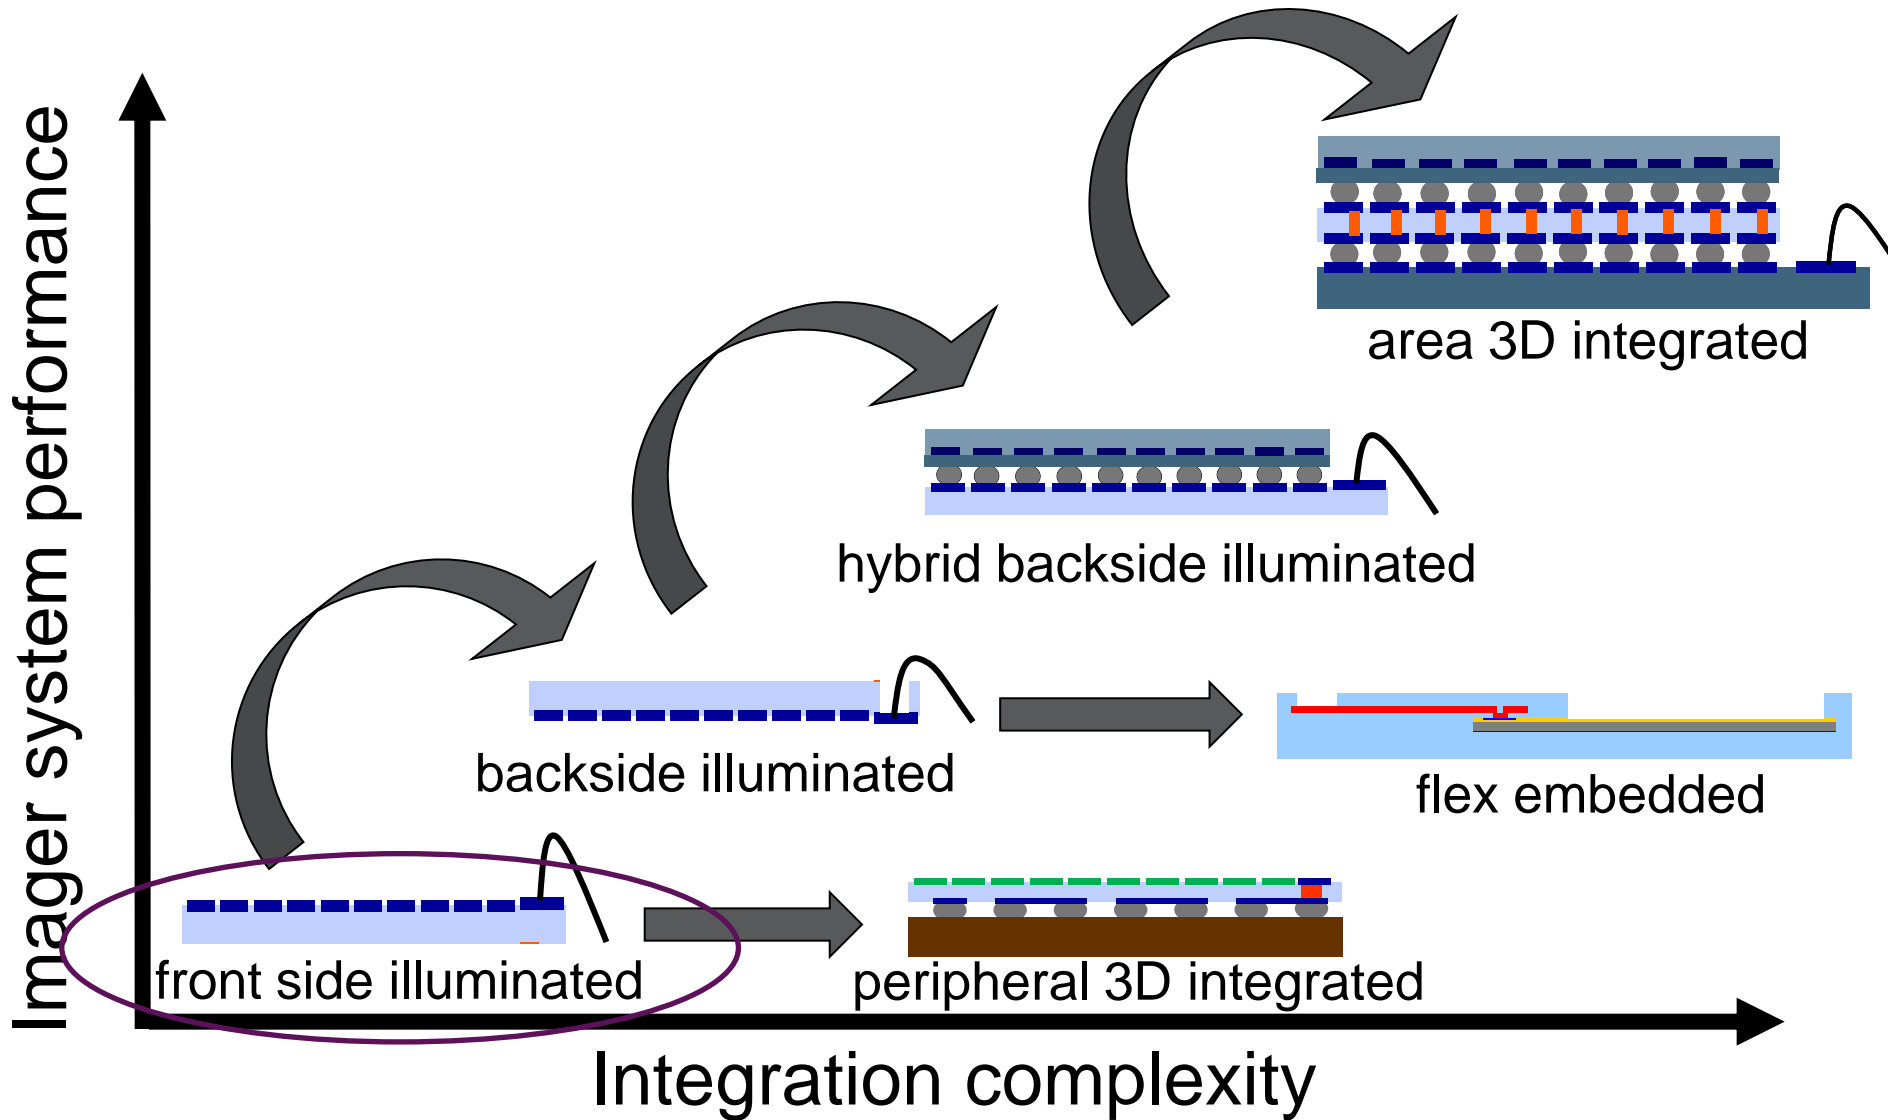 Imager system performance
area 3D integrated
hybrid backside illuminated
backside illuminated
flex embedded
front side illuminated
peripheral 3D integrated
Integration complexity